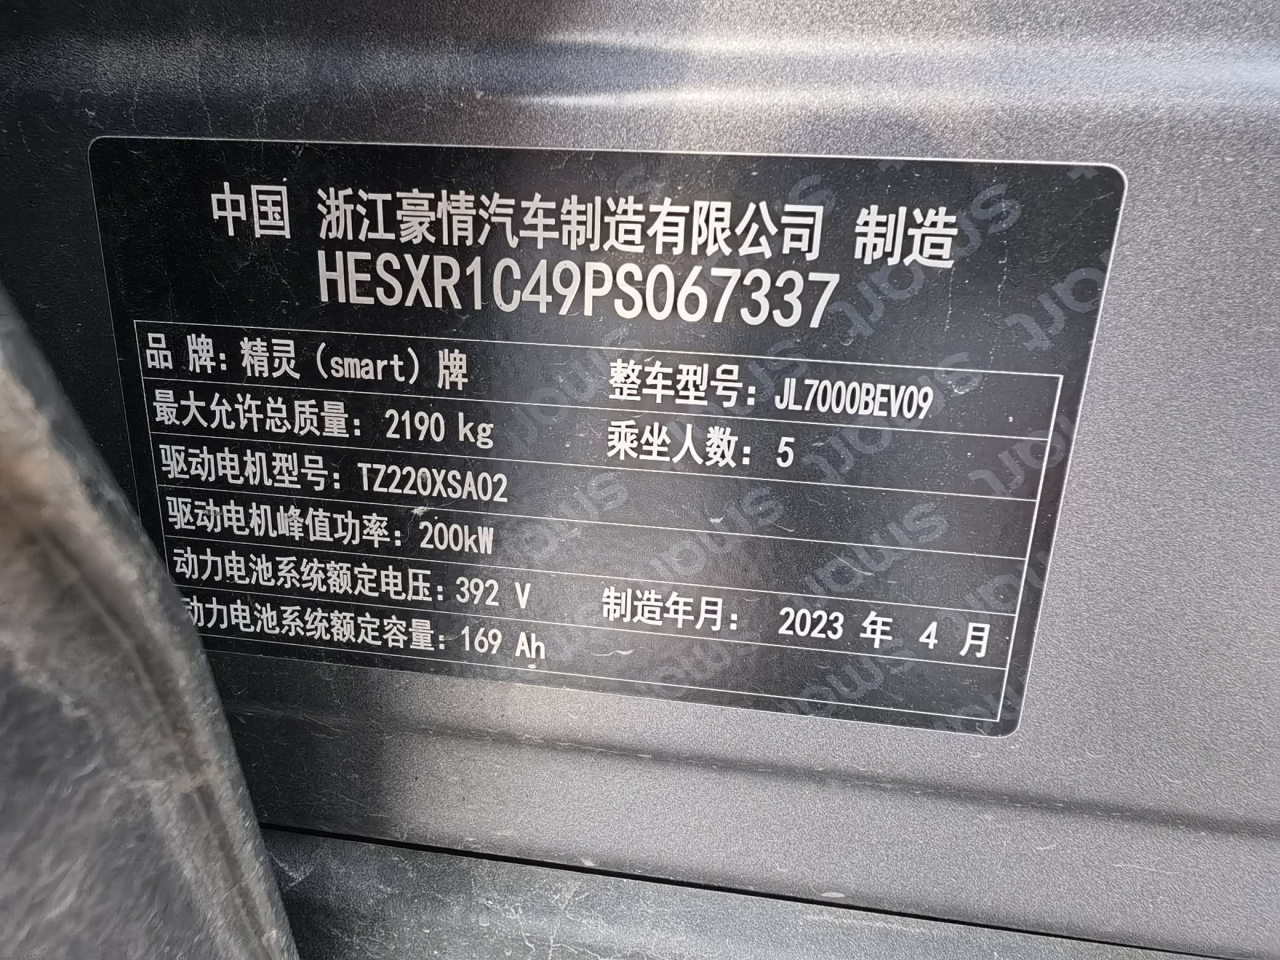 中国 浙江豪情汽车制造有限公司 制造
HESXR1C49PS067337
品 牌：精灵（smart）牌 整车型号：JL7000BEV09
最大允许总质量：2190 kg 乘坐人数：5
驱动电机型号：TZ220XSA02
驱动电机峰值功率：200kW
动力电池系统额定电压：392 V 制造年月： 2023 年 4 月
动力电池系统额定容量：169 Ah